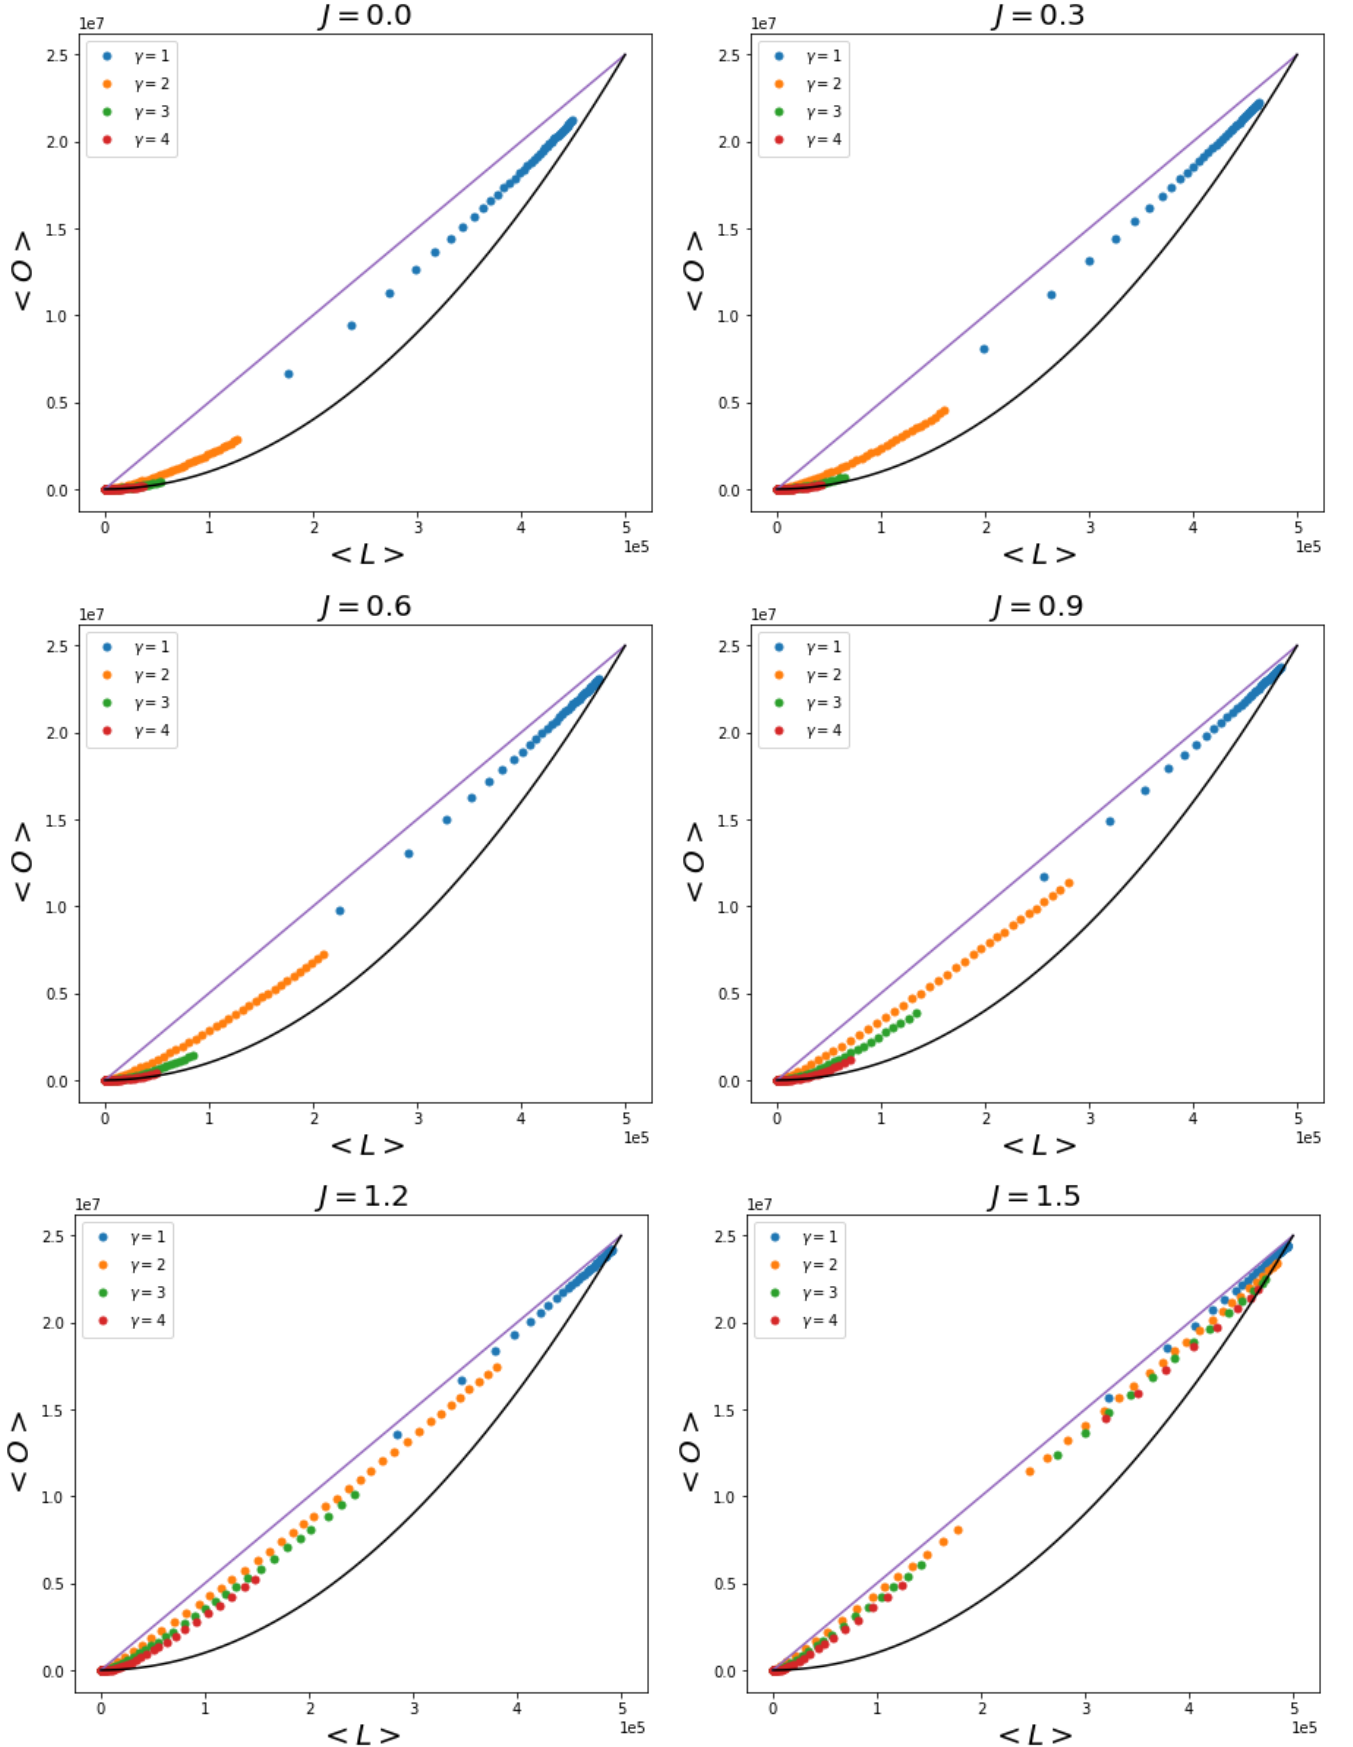 J = 0.0
1e7
γ = 1
γ = 2
γ = 3
γ = 4
2.5
2.0
1.5
1.0
0.5
0.0
< O >
0 1 2 3 4 5
1e5
< L >
J = 0.3
1e7
γ = 1
γ = 2
γ = 3
γ = 4
2.5
2.0
1.5
1.0
0.5
0.0
< O >
0 1 2 3 4 5
1e5
< L >
J = 0.6
1e7
γ = 1
γ = 2
γ = 3
γ = 4
2.5
2.0
1.5
1.0
0.5
0.0
< O >
0 1 2 3 4 5
1e5
< L >
J = 0.9
1e7
γ = 1
γ = 2
γ = 3
γ = 4
2.5
2.0
1.5
1.0
0.5
0.0
< O >
0 1 2 3 4 5
1e5
< L >
J = 1.2
1e7
γ = 1
γ = 2
γ = 3
γ = 4
2.5
2.0
1.5
1.0
0.5
0.0
< O >
0 1 2 3 4 5
1e5
< L >
J = 1.5
1e7
γ = 1
γ = 2
γ = 3
γ = 4
2.5
2.0
1.5
1.0
0.5
0.0
< O >
0 1 2 3 4 5
1e5
< L >